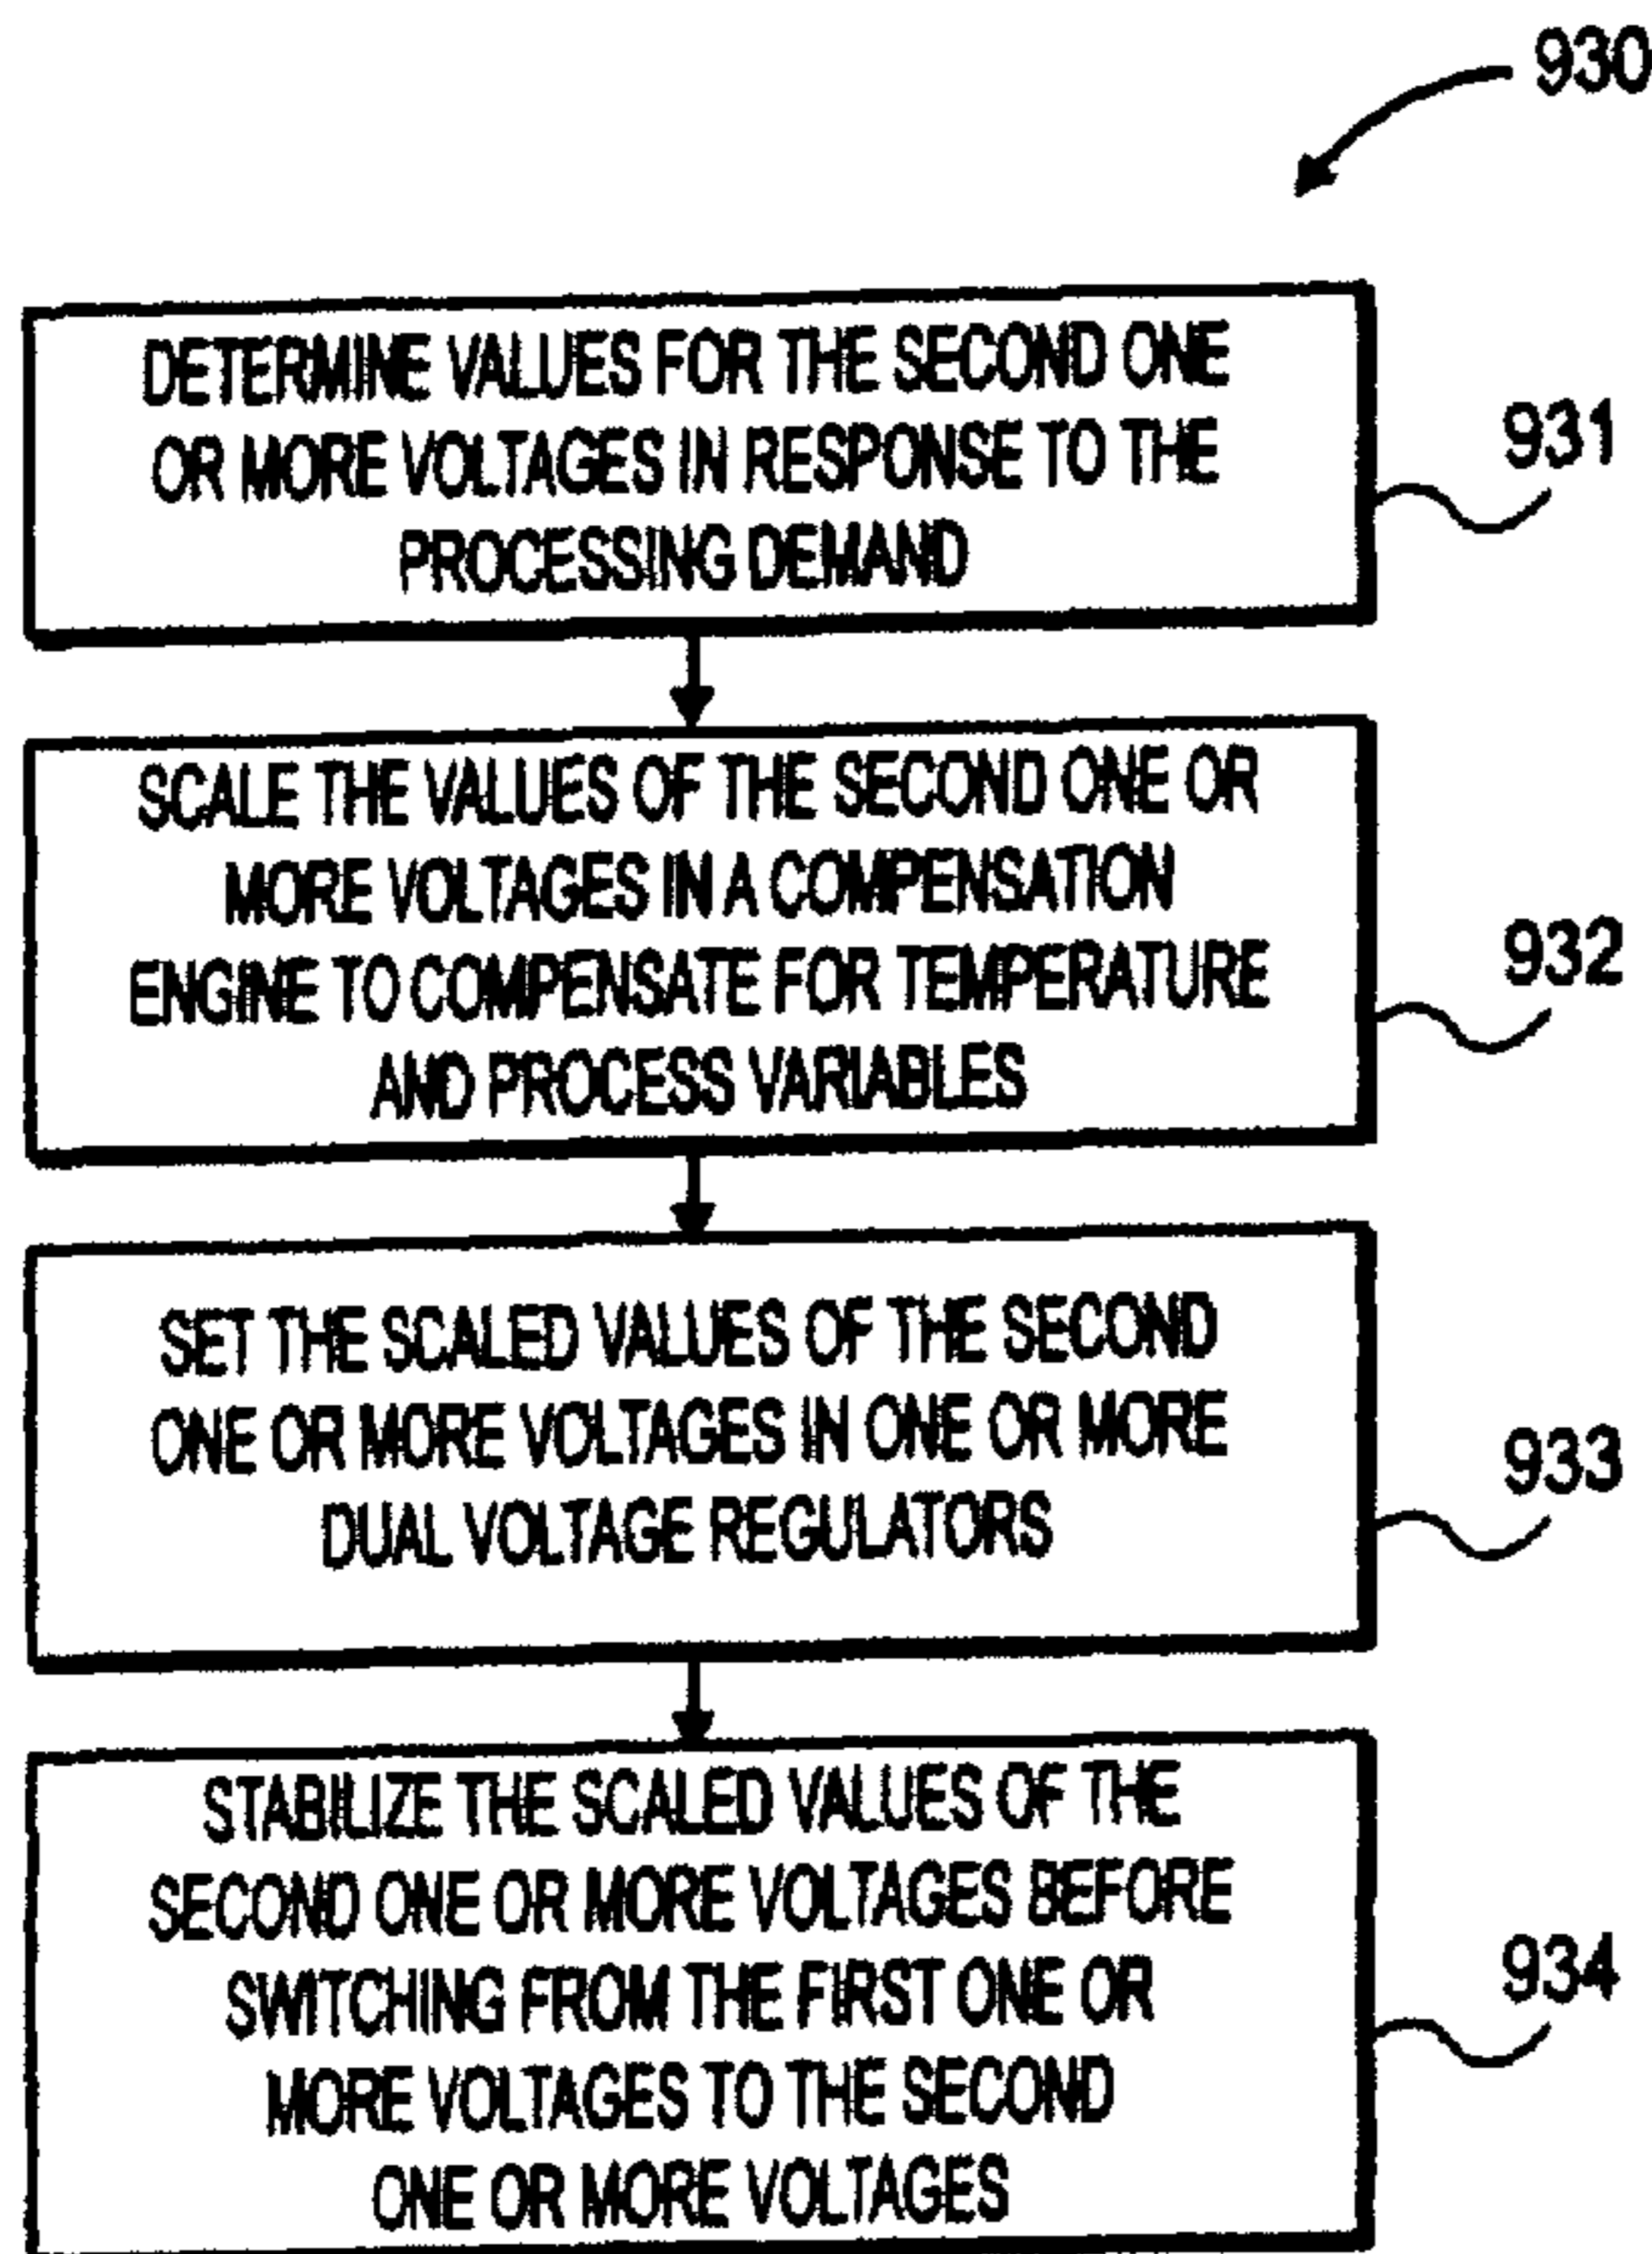 930
DETERMINE VALUES FOR THE SECOND ONE
OR MORE VOLTAGES IN RESPONSE TO THE
PROCESSING DEMAND
931
SCALE THE VALUES OF THE SECOND ONE OR
MORE VOLTAGES IN A COMPENSATION
ENGINE TO COMPENSATE FOR TEMPERATURE
AND PROCESS VARIABLES
932
SET THE SCALED VALUES OF THE SECOND
ONE OR MORE VOLTAGES IN ONE OR MORE
DUAL VOLTAGE REGULATORS
933
STABILIZE THE SCALED VALUES OF THE
SECOND ONE OR MORE VOLTAGES BEFORE
SWITCHING FROM THE FIRST ONE OR
MORE VOLTAGES TO THE SECOND
ONE OR MORE VOLTAGES
934